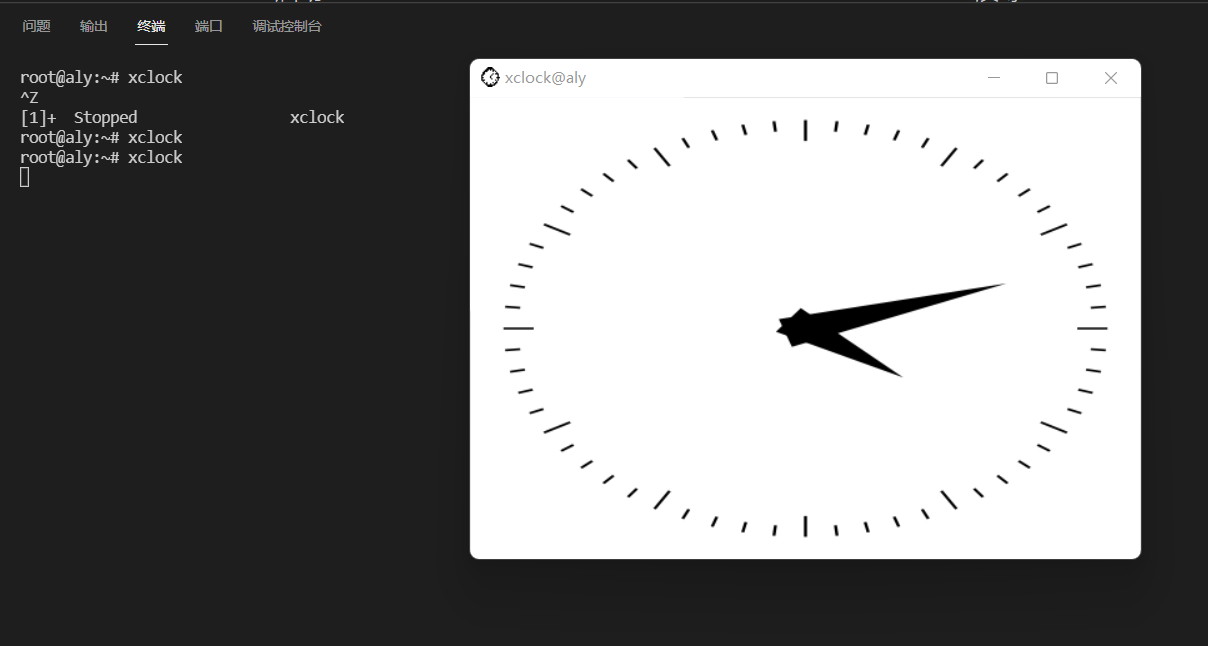 问题 输出 终端 端口 调试控制台
root@aly:~# xclock
^Z
[1]+  Stopped                 xclock
root@aly:~# xclock
root@aly:~# xclock
xclock@aly